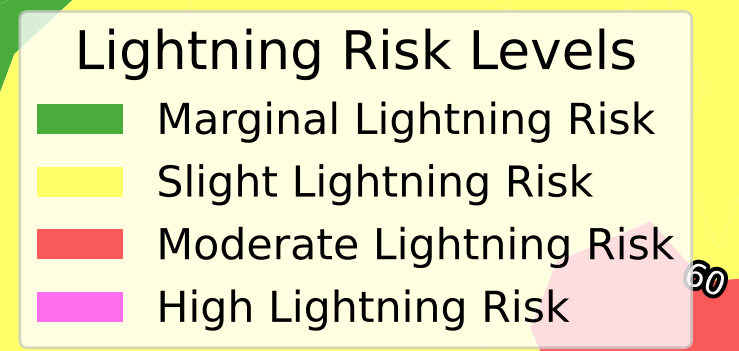 Lightning Risk Levels
Marginal Lightning Risk
Slight Lightning Risk
Moderate Lightning Risk
High Lightning Risk
60